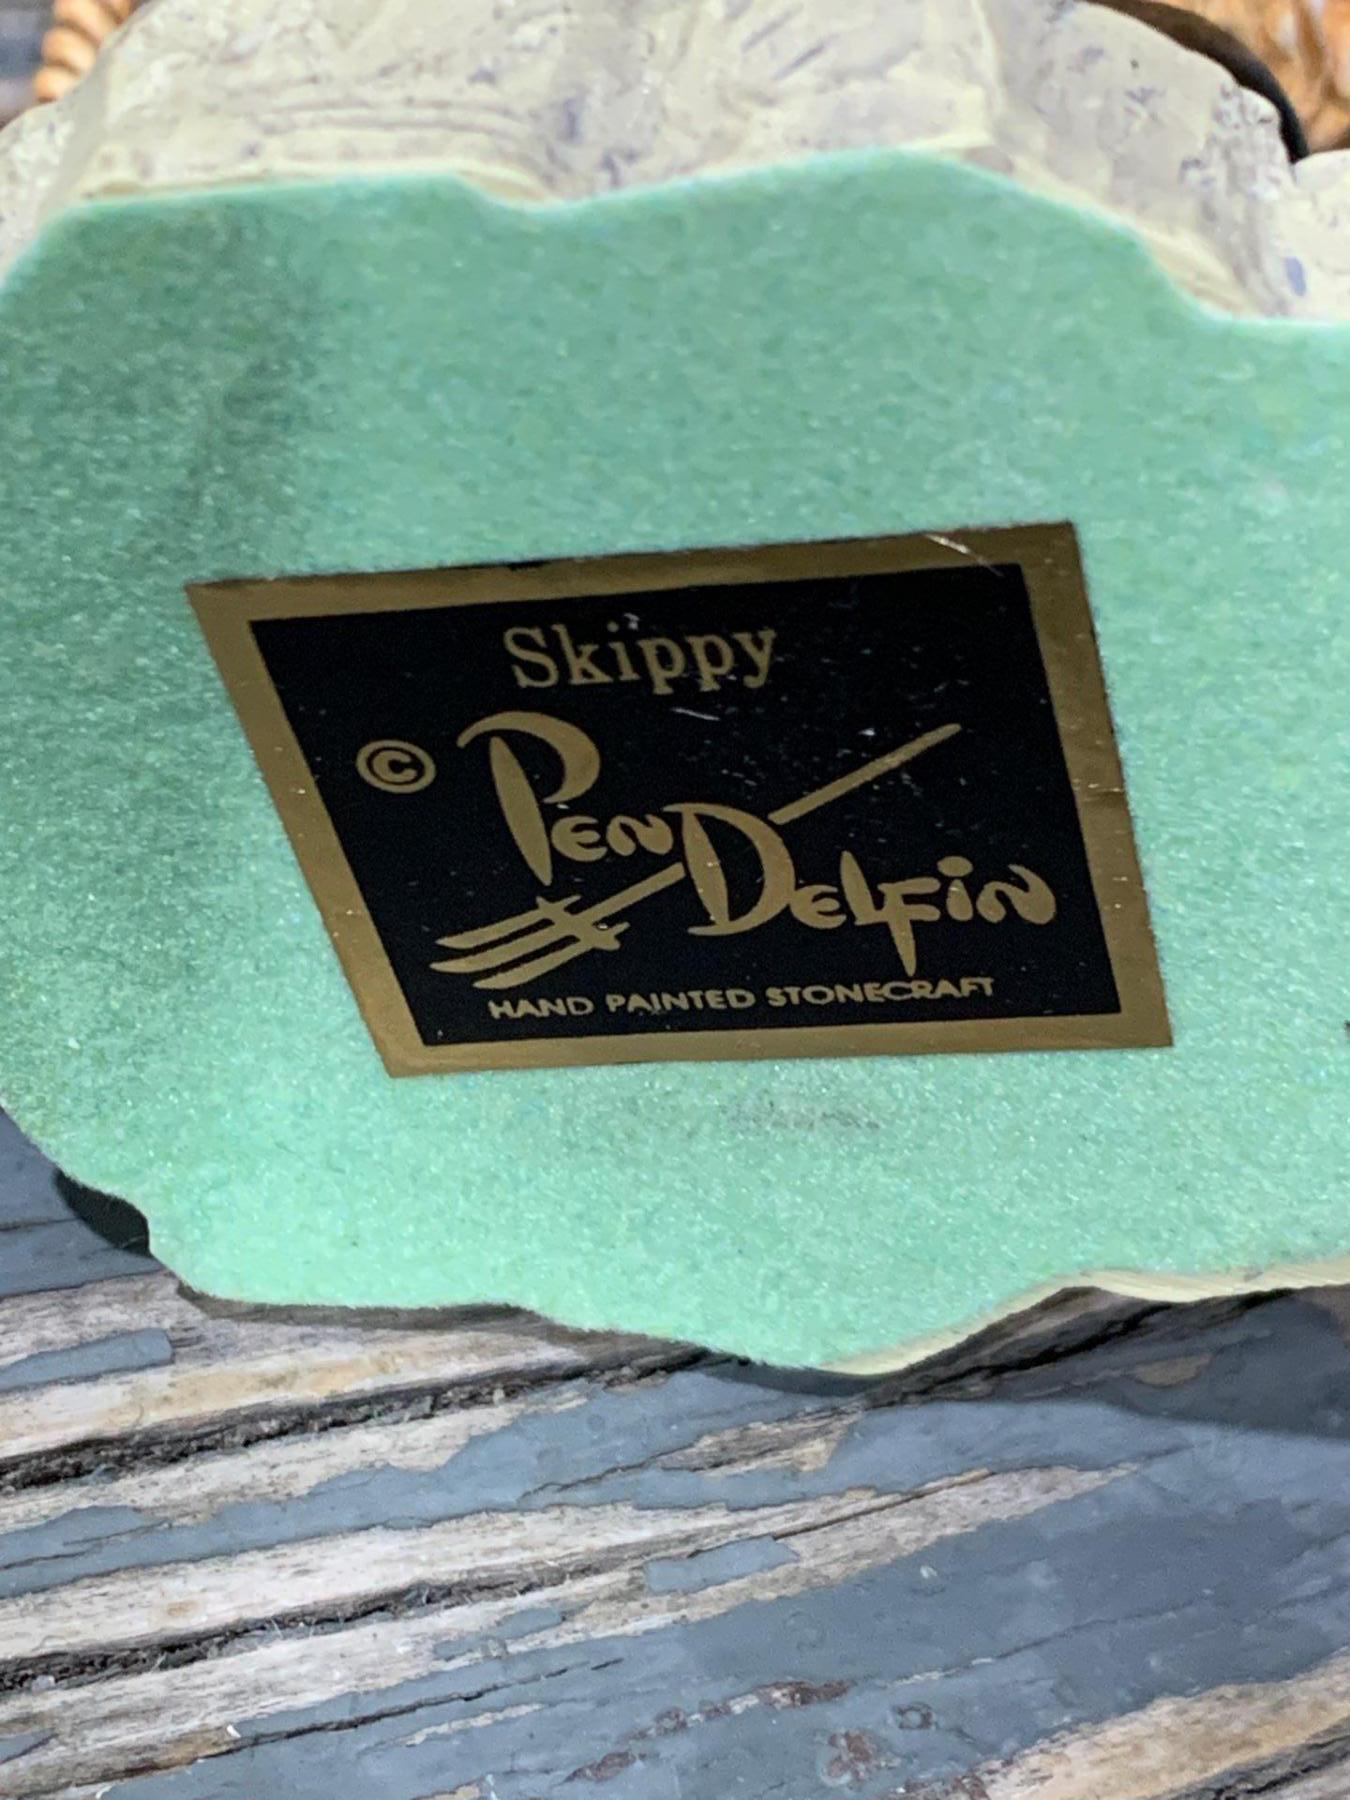 Skippy
© PenDelfin
HAND PAINTED STONECRAFT